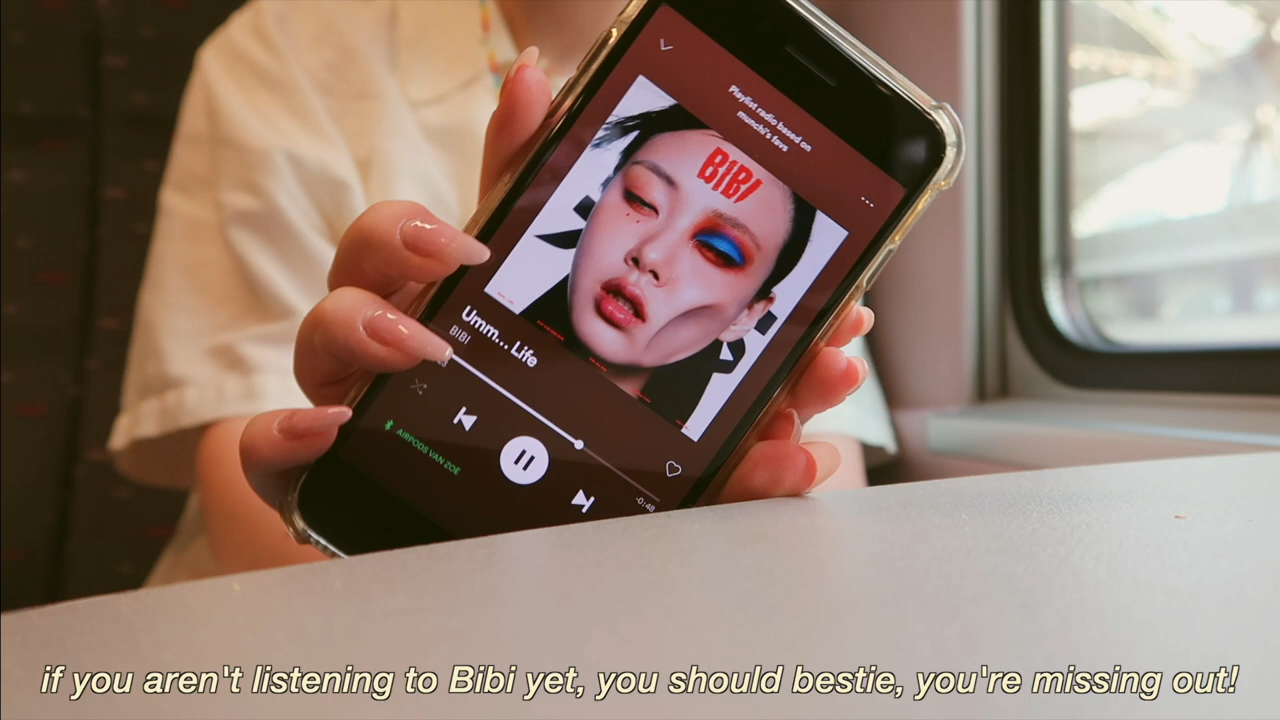 Playlist radio based on
munchi's favs
BIBI
Umm... Life
BIBI
AIRPODS VAN ZOË
-0:48
if you aren't listening to Bibi yet, you should bestie, you're missing out!